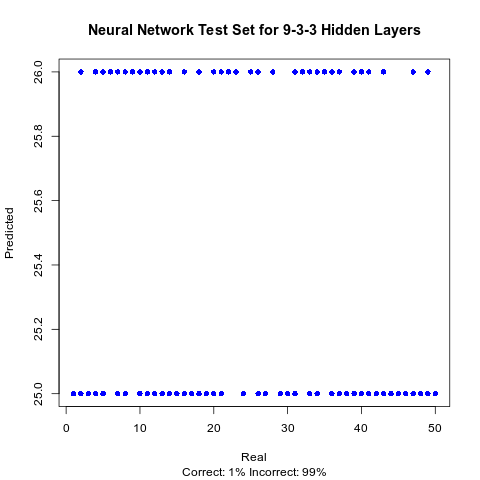 Neural Network Test Set for 9-3-3 Hidden Layers
Predicted
26.0
25.8
25.6
25.4
25.2
25.0
0 10 20 30 40 50
Real
Correct: 1% Incorrect: 99%